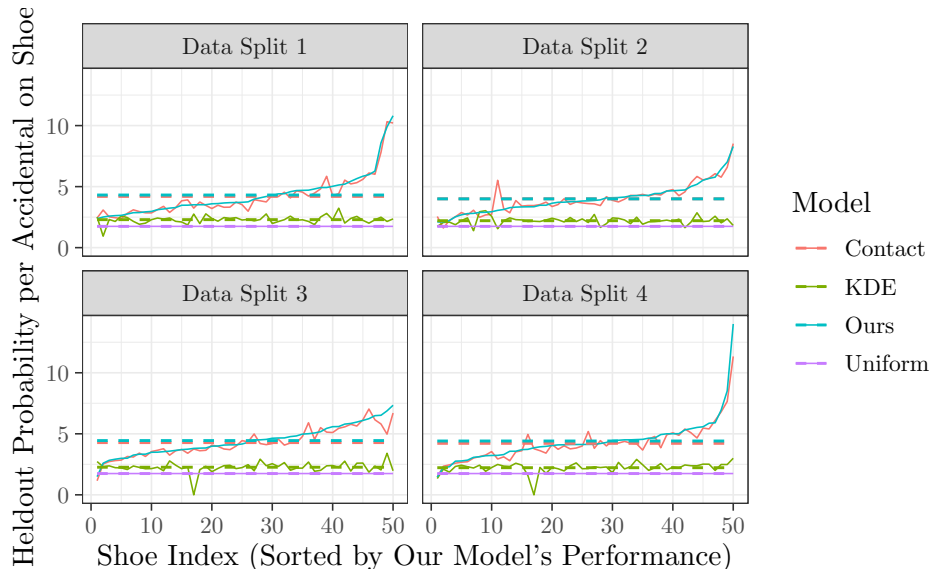 Heldout Probability per Accidental on Shoe
Data Split 1
Data Split 2
10
5
0
Data Split 3
Data Split 4
10
5
0
0 10 20 30 40 50
0 10 20 30 40 50
Shoe Index (Sorted by Our Model's Performance)
Model
Contact
KDE
Ours
Uniform